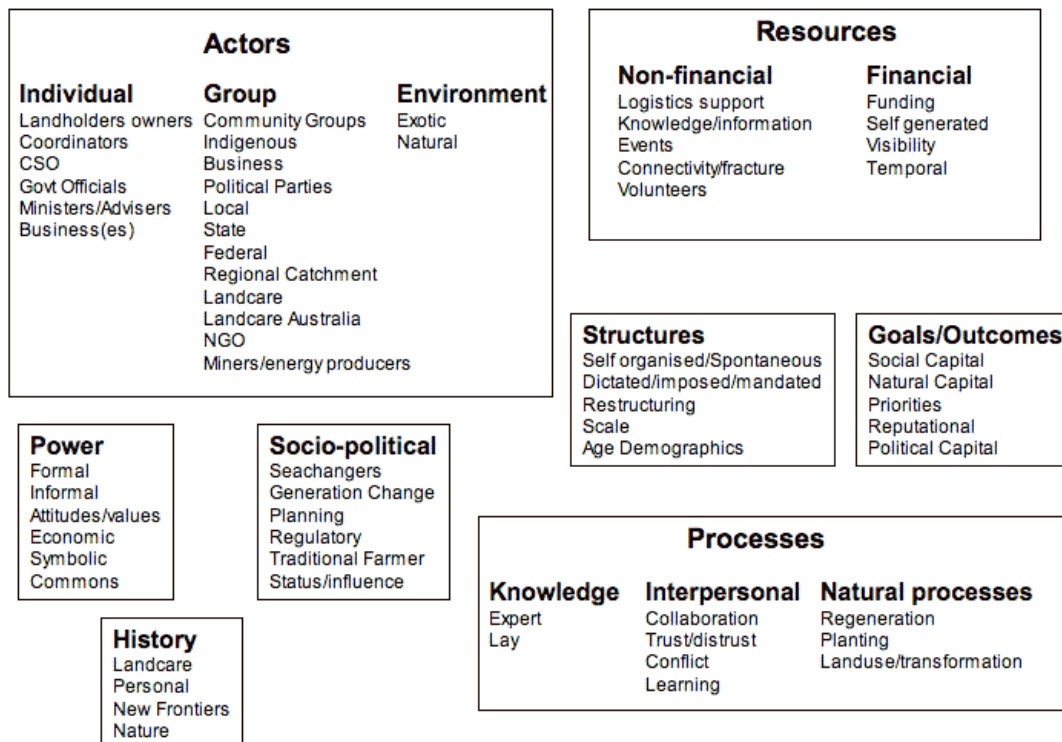 Actors
Individual
Landholders owners
Coordinators
CSO
Govt Officials
Ministers/Advisers
Business(es)
Group
Community Groups
Indigenous
Business
Political Parties
Local
State
Federal
Regional Catchment
Landcare
Landcare Australia
NGO
Miners/energy producers
Environment
Exotic
Natural
Resources
Non-financial
Logistics support
Knowledge/information
Events
Connectivity/fracture
Volunteers
Financial
Funding
Self generated
Visibility
Temporal
Structures
Self organised/Spontaneous
Dictated/imposed/mandated
Restructuring
Scale
Age Demographics
Goals/Outcomes
Social Capital
Natural Capital
Priorities
Reputational
Political Capital
Power
Formal
Informal
Attitudes/values
Economic
Symbolic
Commons
Socio-political
Seachangers
Generation Change
Planning
Regulatory
Traditional Farmer
Status/influence
Processes
Knowledge
Expert
Lay
Interpersonal
Collaboration
Trust/distrust
Conflict
Learning
Natural processes
Regeneration
Planting
Landuse/transformation
History
Landcare
Personal
New Frontiers
Nature